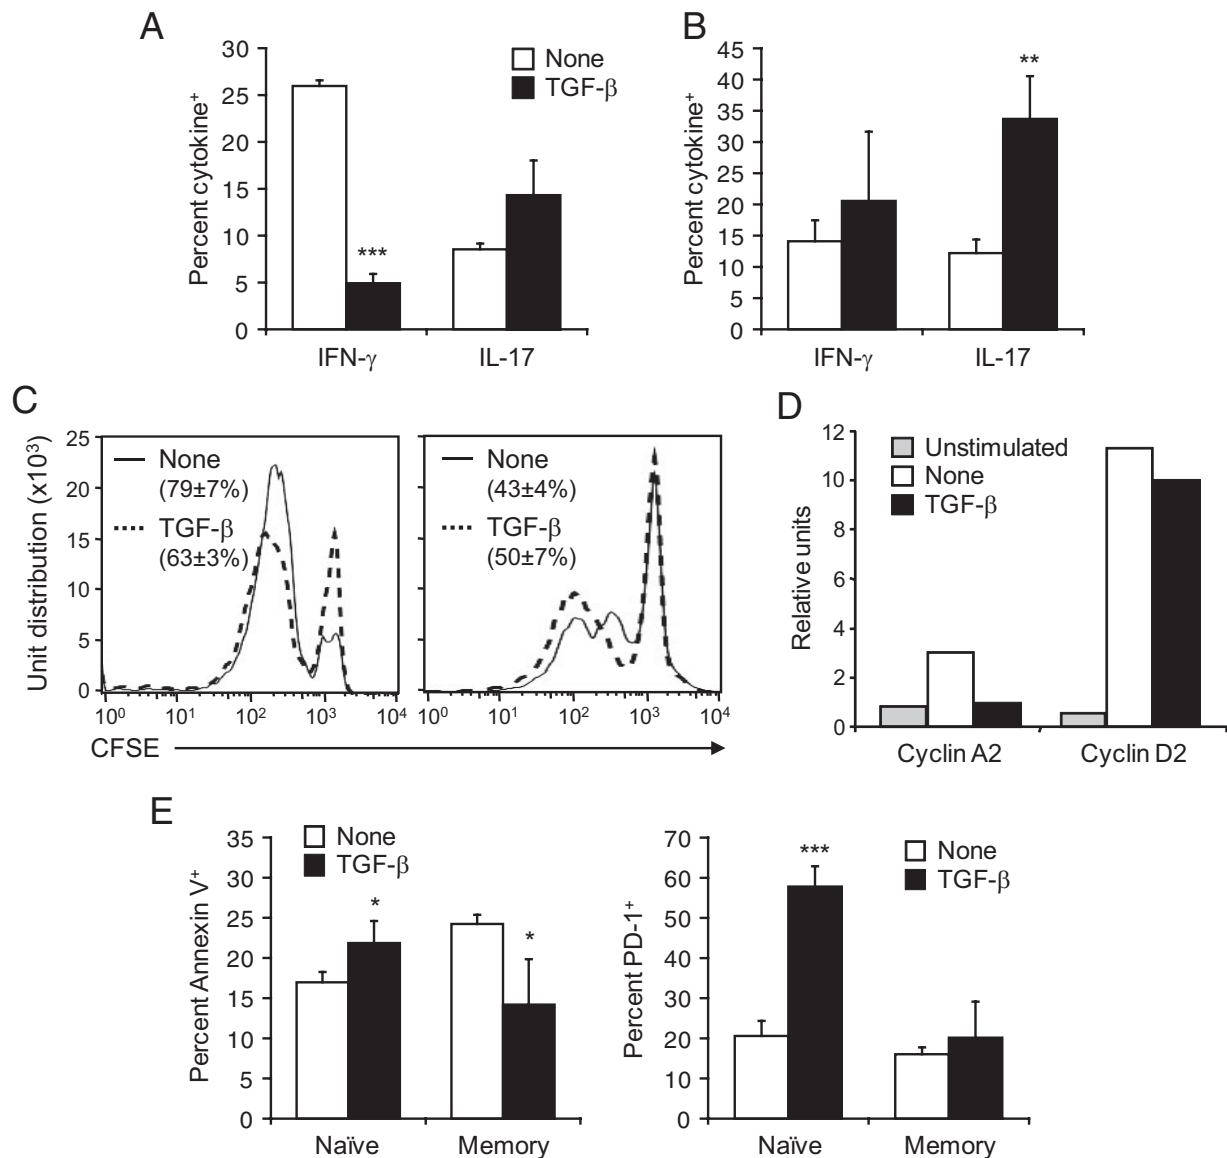 A
Percent cytokine⁺
30
25
20
15
10
5
0
***
None
TGF-β
IFN-γ
IL-17
B
Percent cytokine⁺
45
40
35
30
25
20
15
10
5
0
**
IFN-γ
IL-17
C
Unit distribution (x10³)
25
20
15
10
5
0
None
(79±7%)
TGF-β
(63±3%)
10⁰ 10¹ 10² 10³ 10⁴
None
(43±4%)
TGF-β
(50±7%)
10⁰ 10¹ 10² 10³ 10⁴
CFSE
D
Relative units
12
10
8
6
4
2
0
Unstimulated
None
TGF-β
Cyclin A2
Cyclin D2
E
Percent Annexin V⁺
35
30
25
20
15
10
5
0
None
TGF-β
*
*
Naïve
Memory
Percent PD-1⁺
70
60
50
40
30
20
10
0
***
None
TGF-β
Naïve
Memory